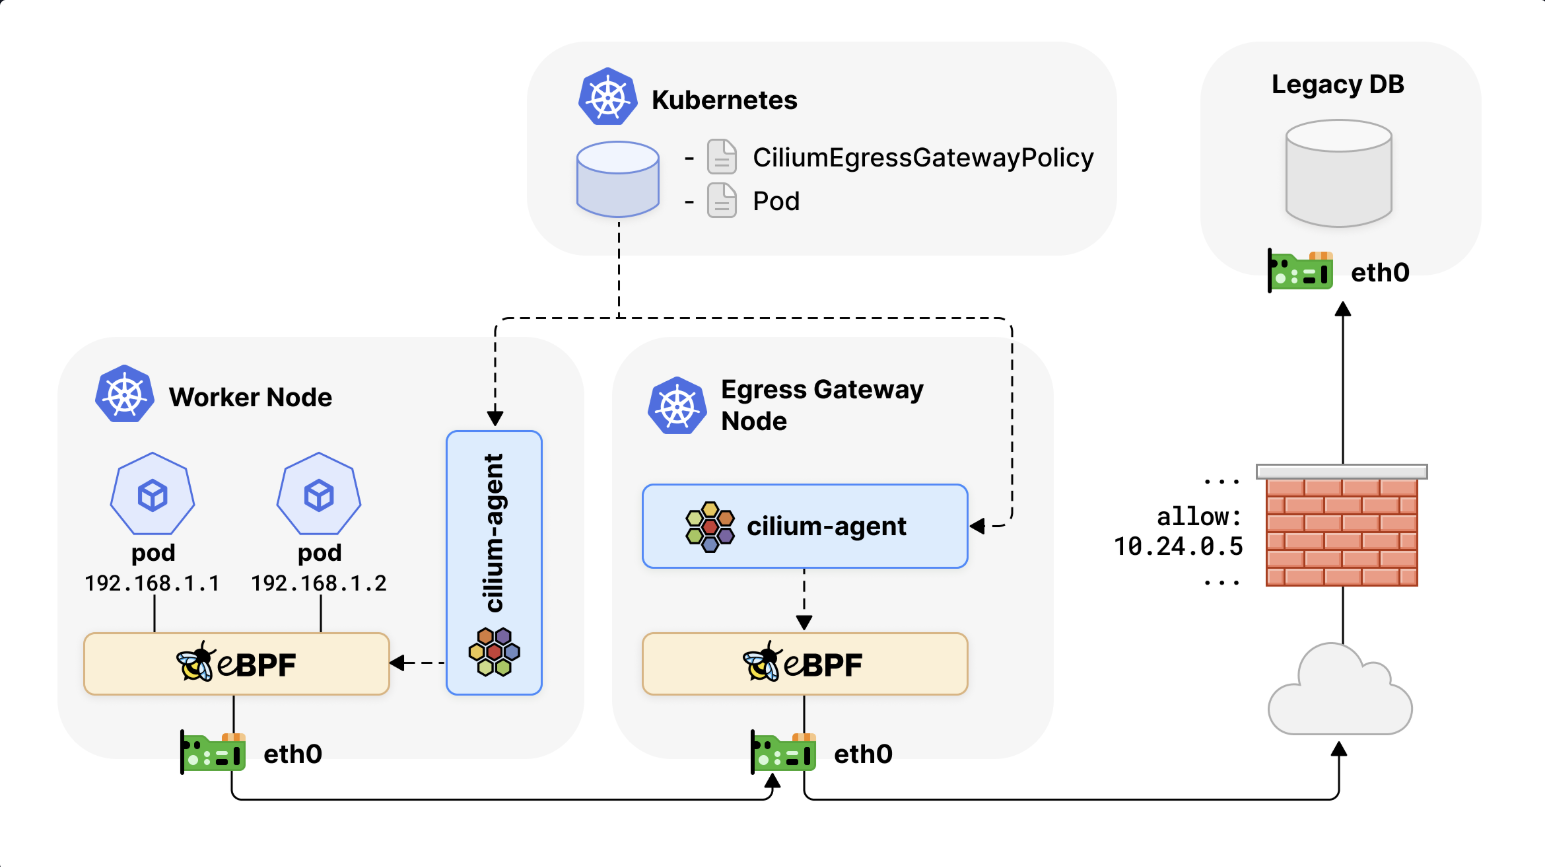 Kubernetes
- CiliumEgressGatewayPolicy
- Pod
Legacy DB
eth0
Worker Node
pod
192.168.1.1
pod
192.168.1.2
cilium-agent
eBPF
eth0
Egress Gateway
Node
cilium-agent
eBPF
eth0
...
allow:
10.24.0.5
...